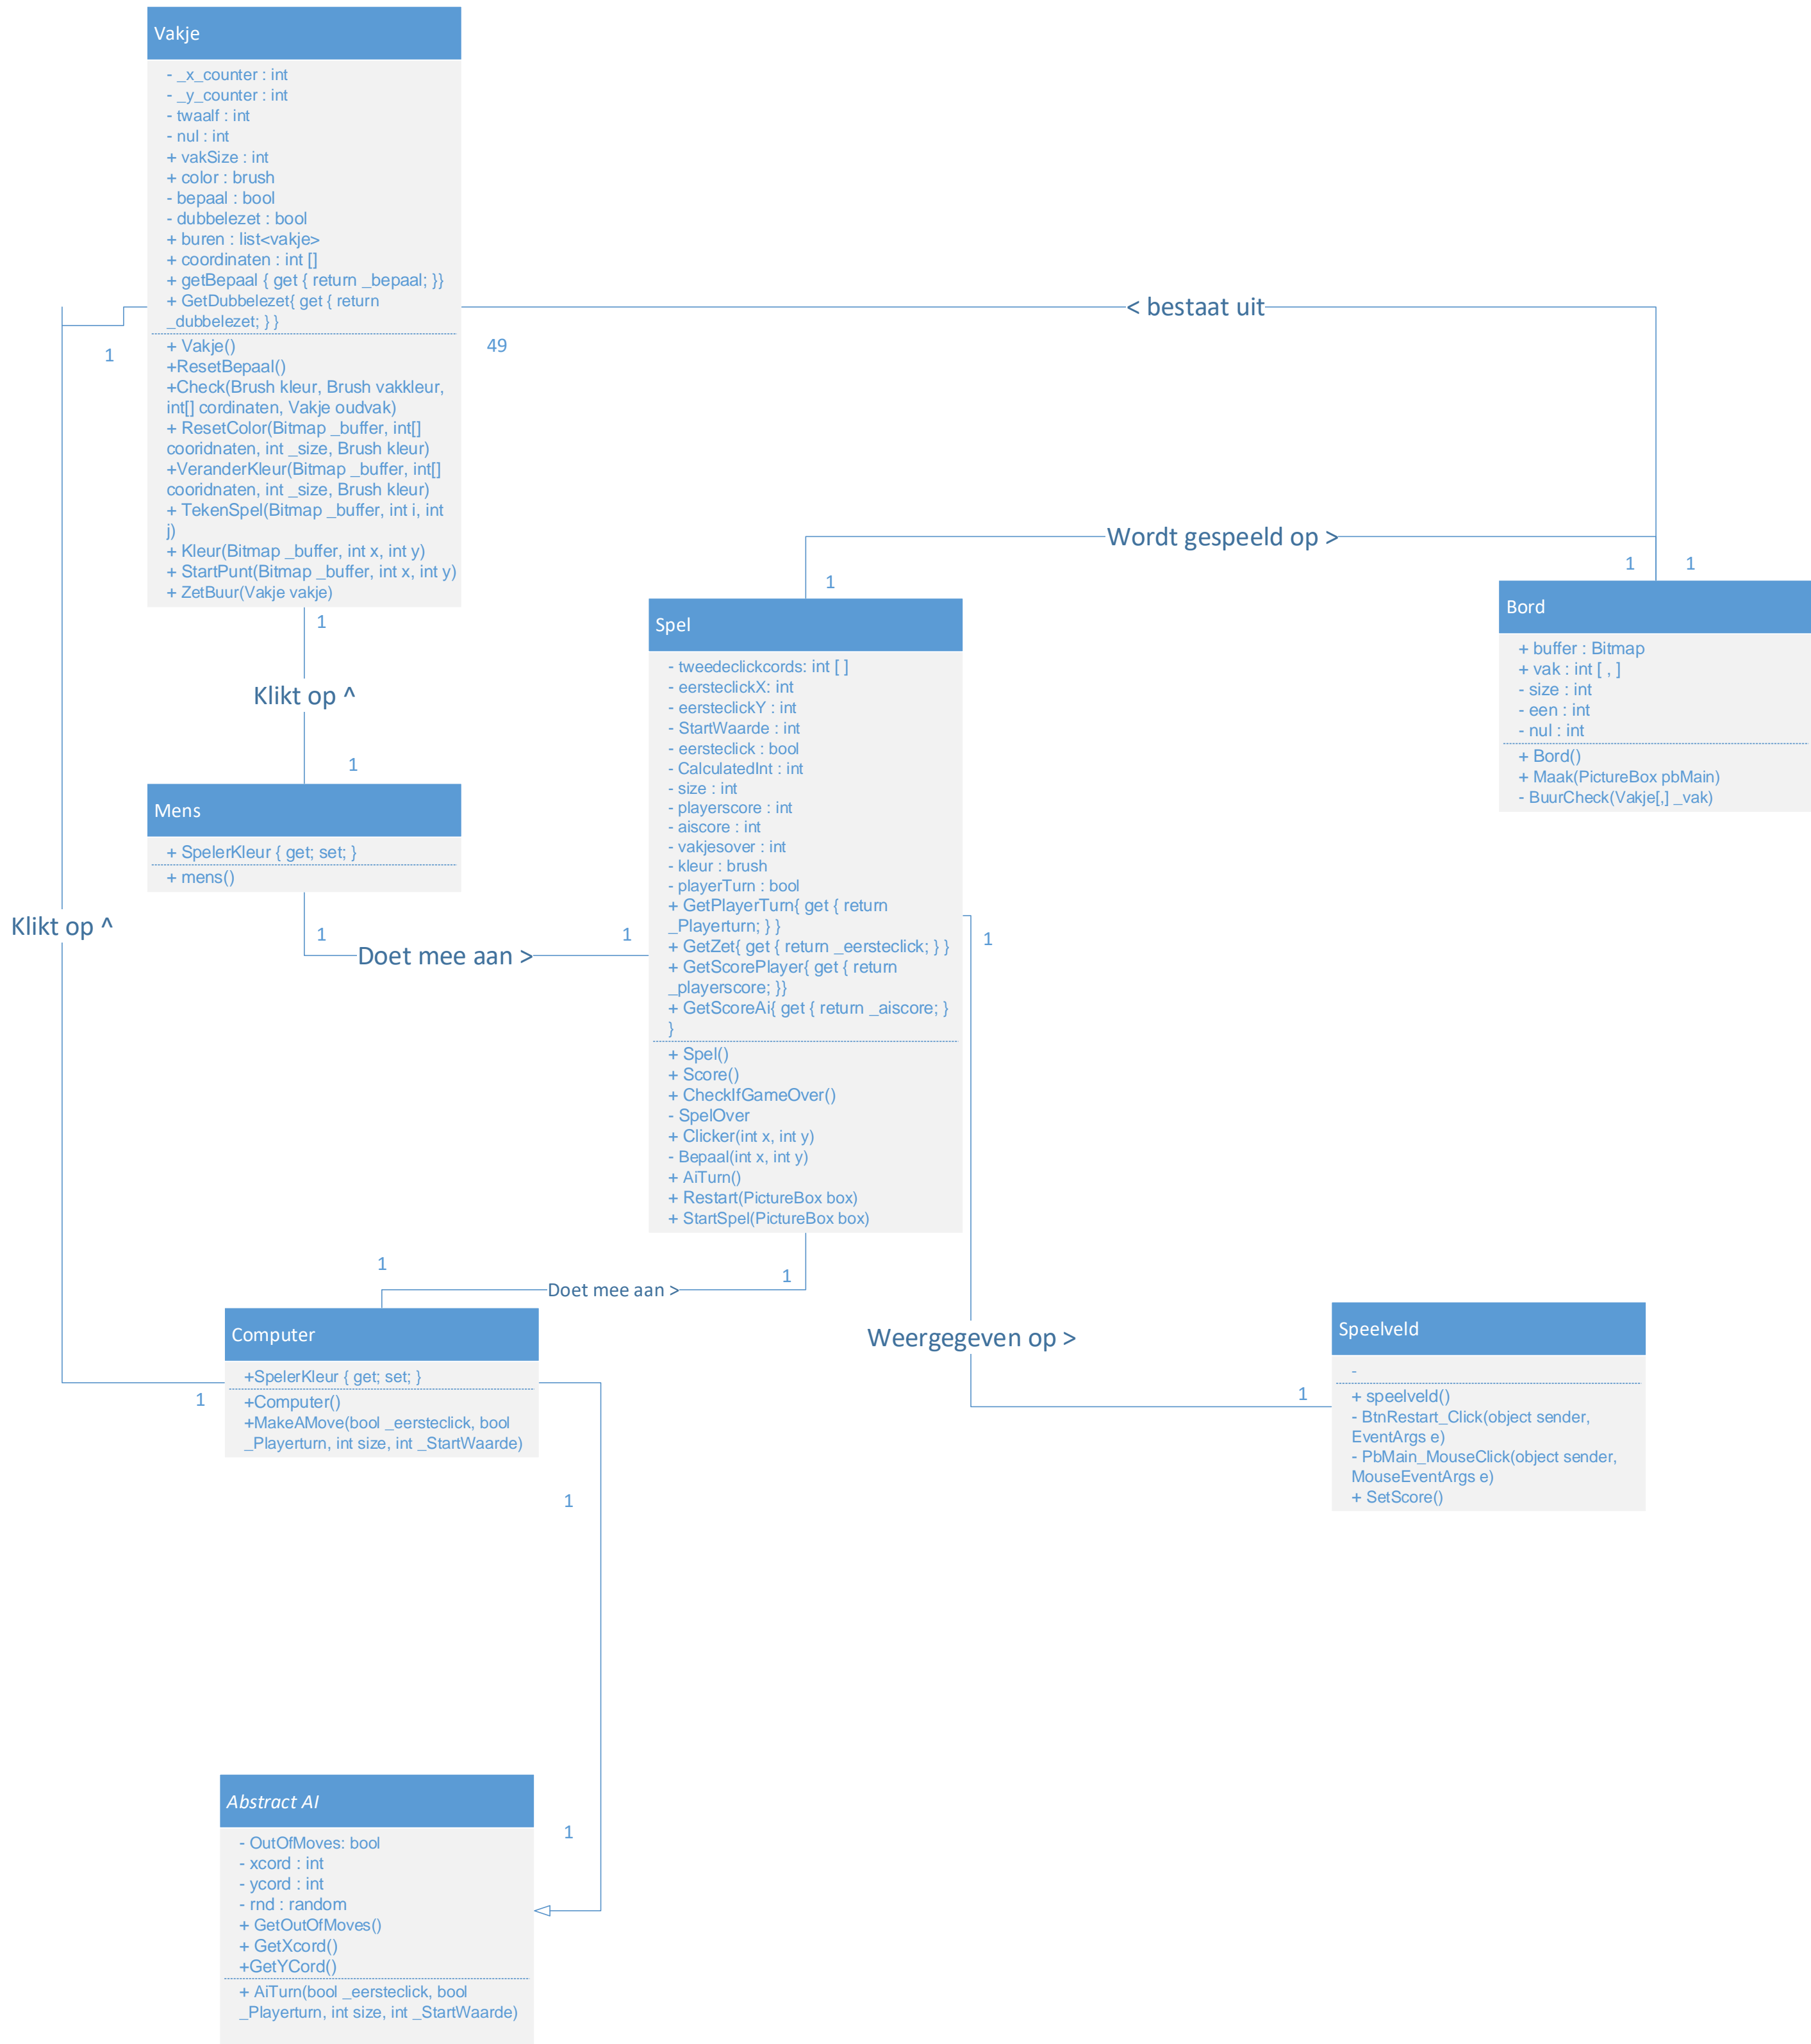 Vakje
- _x_counter : int
- _y_counter : int
- twaalf : int
- nul : int
+ vakSize : int
+ color : brush
- bepaal : bool
- dubbelezet : bool
+ buren : list<vakje>
+ coordinaten : int []
+ getBepaal { get { return _bepaal; }}
+ GetDubbelezet{ get { return
_dubbelezet; } }
+ Vakje()
+ResetBepaal()
+Check(Brush kleur, Brush vakkleur,
int[] cordinaten, Vakje oudvak)
+ ResetColor(Bitmap _buffer, int[]
cooridnaten, int _size, Brush kleur)
+VeranderKleur(Bitmap _buffer, int[]
cooridnaten, int _size, Brush kleur)
+ TekenSpel(Bitmap _buffer, int i, int
j)
+ Kleur(Bitmap _buffer, int x, int y)
+ StartPunt(Bitmap _buffer, int x, int y)
+ ZetBuur(Vakje vakje)
1
49
< bestaat uit
Wordt gespeeld op >
1
1
1
Bord
+ buffer : Bitmap
+ vak : int [ , ]
- size : int
- een : int
- nul : int
+ Bord()
+ Maak(PictureBox pbMain)
- BuurCheck(Vakje[,] _vak)
1
Klikt op ^
1
Mens
+ SpelerKleur { get; set; }
+ mens()
Klikt op ^
1
Doet mee aan >
1
Spel
- tweedeclickcords: int [ ]
- eersteclickX: int
- eersteclickY : int
- StartWaarde : int
- eersteclick : bool
- CalculatedInt : int
- size : int
- playerscore : int
- aiscore : int
- vakjesover : int
- kleur : brush
- playerTurn : bool
+ GetPlayerTurn{ get { return
_Playerturn; } }
+ GetZet{ get { return _eersteclick; } }
+ GetScorePlayer{ get { return
_playerscore; }}
+ GetScoreAi{ get { return _aiscore; }
}
+ Spel()
+ Score()
+ CheckIfGameOver()
- SpelOver
+ Clicker(int x, int y)
- Bepaal(int x, int y)
+ AiTurn()
+ Restart(PictureBox box)
+ StartSpel(PictureBox box)
1
1
Doet mee aan >
1
Weergegeven op >
1
Computer
+SpelerKleur { get; set; }
+Computer()
+MakeAMove(bool _eersteclick, bool
_Playerturn, int size, int _StartWaarde)
1
Speelveld
-
+ speelveld()
- BtnRestart_Click(object sender,
EventArgs e)
- PbMain_MouseClick(object sender,
MouseEventArgs e)
+ SetScore()
1
1
Abstract AI
- OutOfMoves: bool
- xcord : int
- ycord : int
- rnd : random
+ GetOutOfMoves()
+ GetXcord()
+GetYCord()
+ AiTurn(bool _eersteclick, bool
_Playerturn, int size, int _StartWaarde)